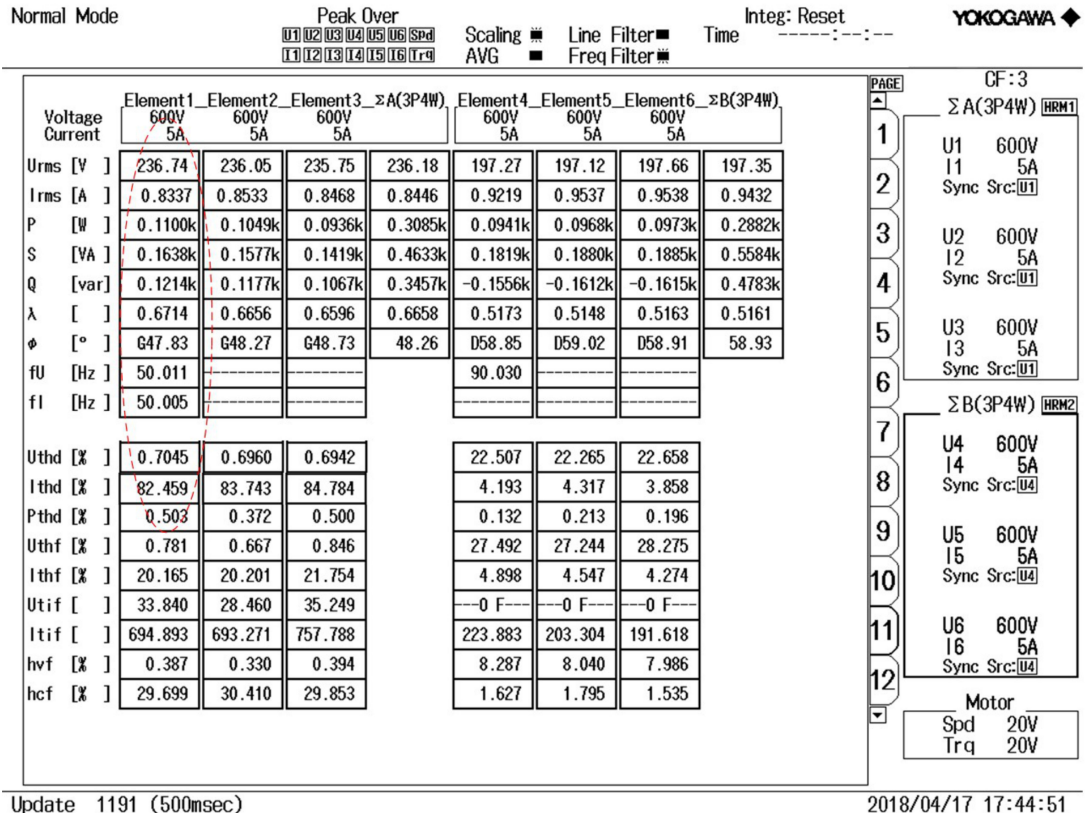 Normal Mode Peak Over Integ: Reset YOKOGAWA
U1 U2 U3 U4 U5 U6 Spd Scaling Line Filter Time -----:--:--
I1 I2 I3 I4 I5 I6 Trq AVG Freq Filter
Element1 Element2 Element3 ΣA(3P4W) Element4 Element5 Element6 ΣB(3P4W)
Voltage 600V 600V 600V 600V 600V 600V
Current 5A 5A 5A 5A 5A 5A
Urms [V ] 236.74 236.05 235.75 236.18 197.27 197.12 197.66 197.35
Irms [A ] 0.8337 0.8533 0.8468 0.8446 0.9219 0.9537 0.9538 0.9432
P [W ] 0.1100k 0.1049k 0.0936k 0.3085k 0.0941k 0.0968k 0.0973k 0.2882k
S [VA ] 0.1638k 0.1577k 0.1419k 0.4633k 0.1819k 0.1880k 0.1885k 0.5584k
Q [var] 0.1214k 0.1177k 0.1067k 0.3457k -0.1556k -0.1612k -0.1615k 0.4783k
λ [ ] 0.6714 0.6656 0.6596 0.6658 0.5173 0.5148 0.5163 0.5161
φ [° ] G47.83 G48.27 G48.73 48.26 D58.85 D59.02 D58.91 58.93
fU [Hz ] 50.011 ---------- ---------- 90.030 ---------- ----------
fI [Hz ] 50.005 ---------- ---------- ---------- ---------- ----------
Uthd [% ] 0.7045 0.6960 0.6942 22.507 22.265 22.658
Ithd [% ] 82.459 83.743 84.784 4.193 4.317 3.858
Pthd [% ] 0.503 0.372 0.500 0.132 0.213 0.196
Uthf [% ] 0.781 0.667 0.846 27.492 27.244 28.275
Ithf [% ] 20.165 20.201 21.754 4.898 4.547 4.274
Utif [ ] 33.840 28.460 35.249 ---O F--- ---O F--- ---O F---
Itif [ ] 694.893 693.271 757.788 223.883 203.304 191.618
hvf [% ] 0.387 0.330 0.394 8.287 8.040 7.986
hcf [% ] 29.699 30.410 29.853 1.627 1.795 1.535
PAGE
1
2
3
4
5
6
7
8
9
10
11
12
CF:3
ΣA(3P4W) HRM1
U1 600V
I1 5A
Sync Src:U1
U2 600V
I2 5A
Sync Src:U1
U3 600V
I3 5A
Sync Src:U1
ΣB(3P4W) HRM2
U4 600V
I4 5A
Sync Src:U4
U5 600V
I5 5A
Sync Src:U4
U6 600V
I6 5A
Sync Src:U4
Motor
Spd 20V
Trq 20V
Update 1191 (500msec) 2018/04/17 17:44:51